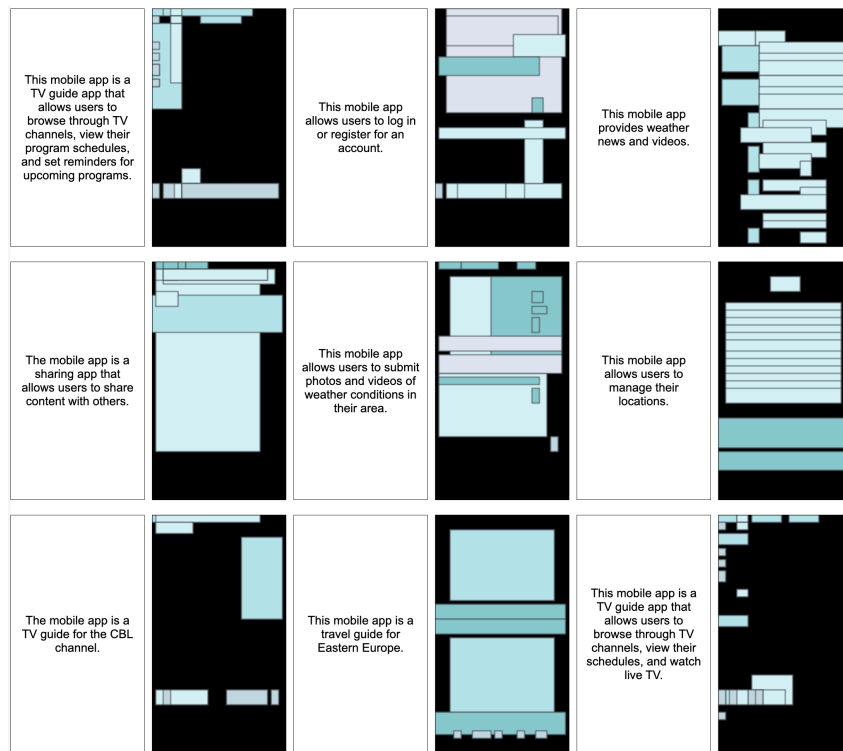 This mobile app is a
TV guide app that
allows users to
browse through TV
channels, view their
program schedules,
and set reminders for
upcoming programs.
This mobile app
allows users to log in
or register for an
account.
This mobile app
provides weather
news and videos.
The mobile app is a
sharing app that
allows users to share
content with others.
This mobile app
allows users to submit
photos and videos of
weather conditions in
their area.
This mobile app
allows users to
manage their
locations.
The mobile app is a
TV guide for the CBL
channel.
This mobile app is a
travel guide for
Eastern Europe.
This mobile app is a
TV guide app that
allows users to
browse through TV
channels, view their
schedules, and watch
live TV.